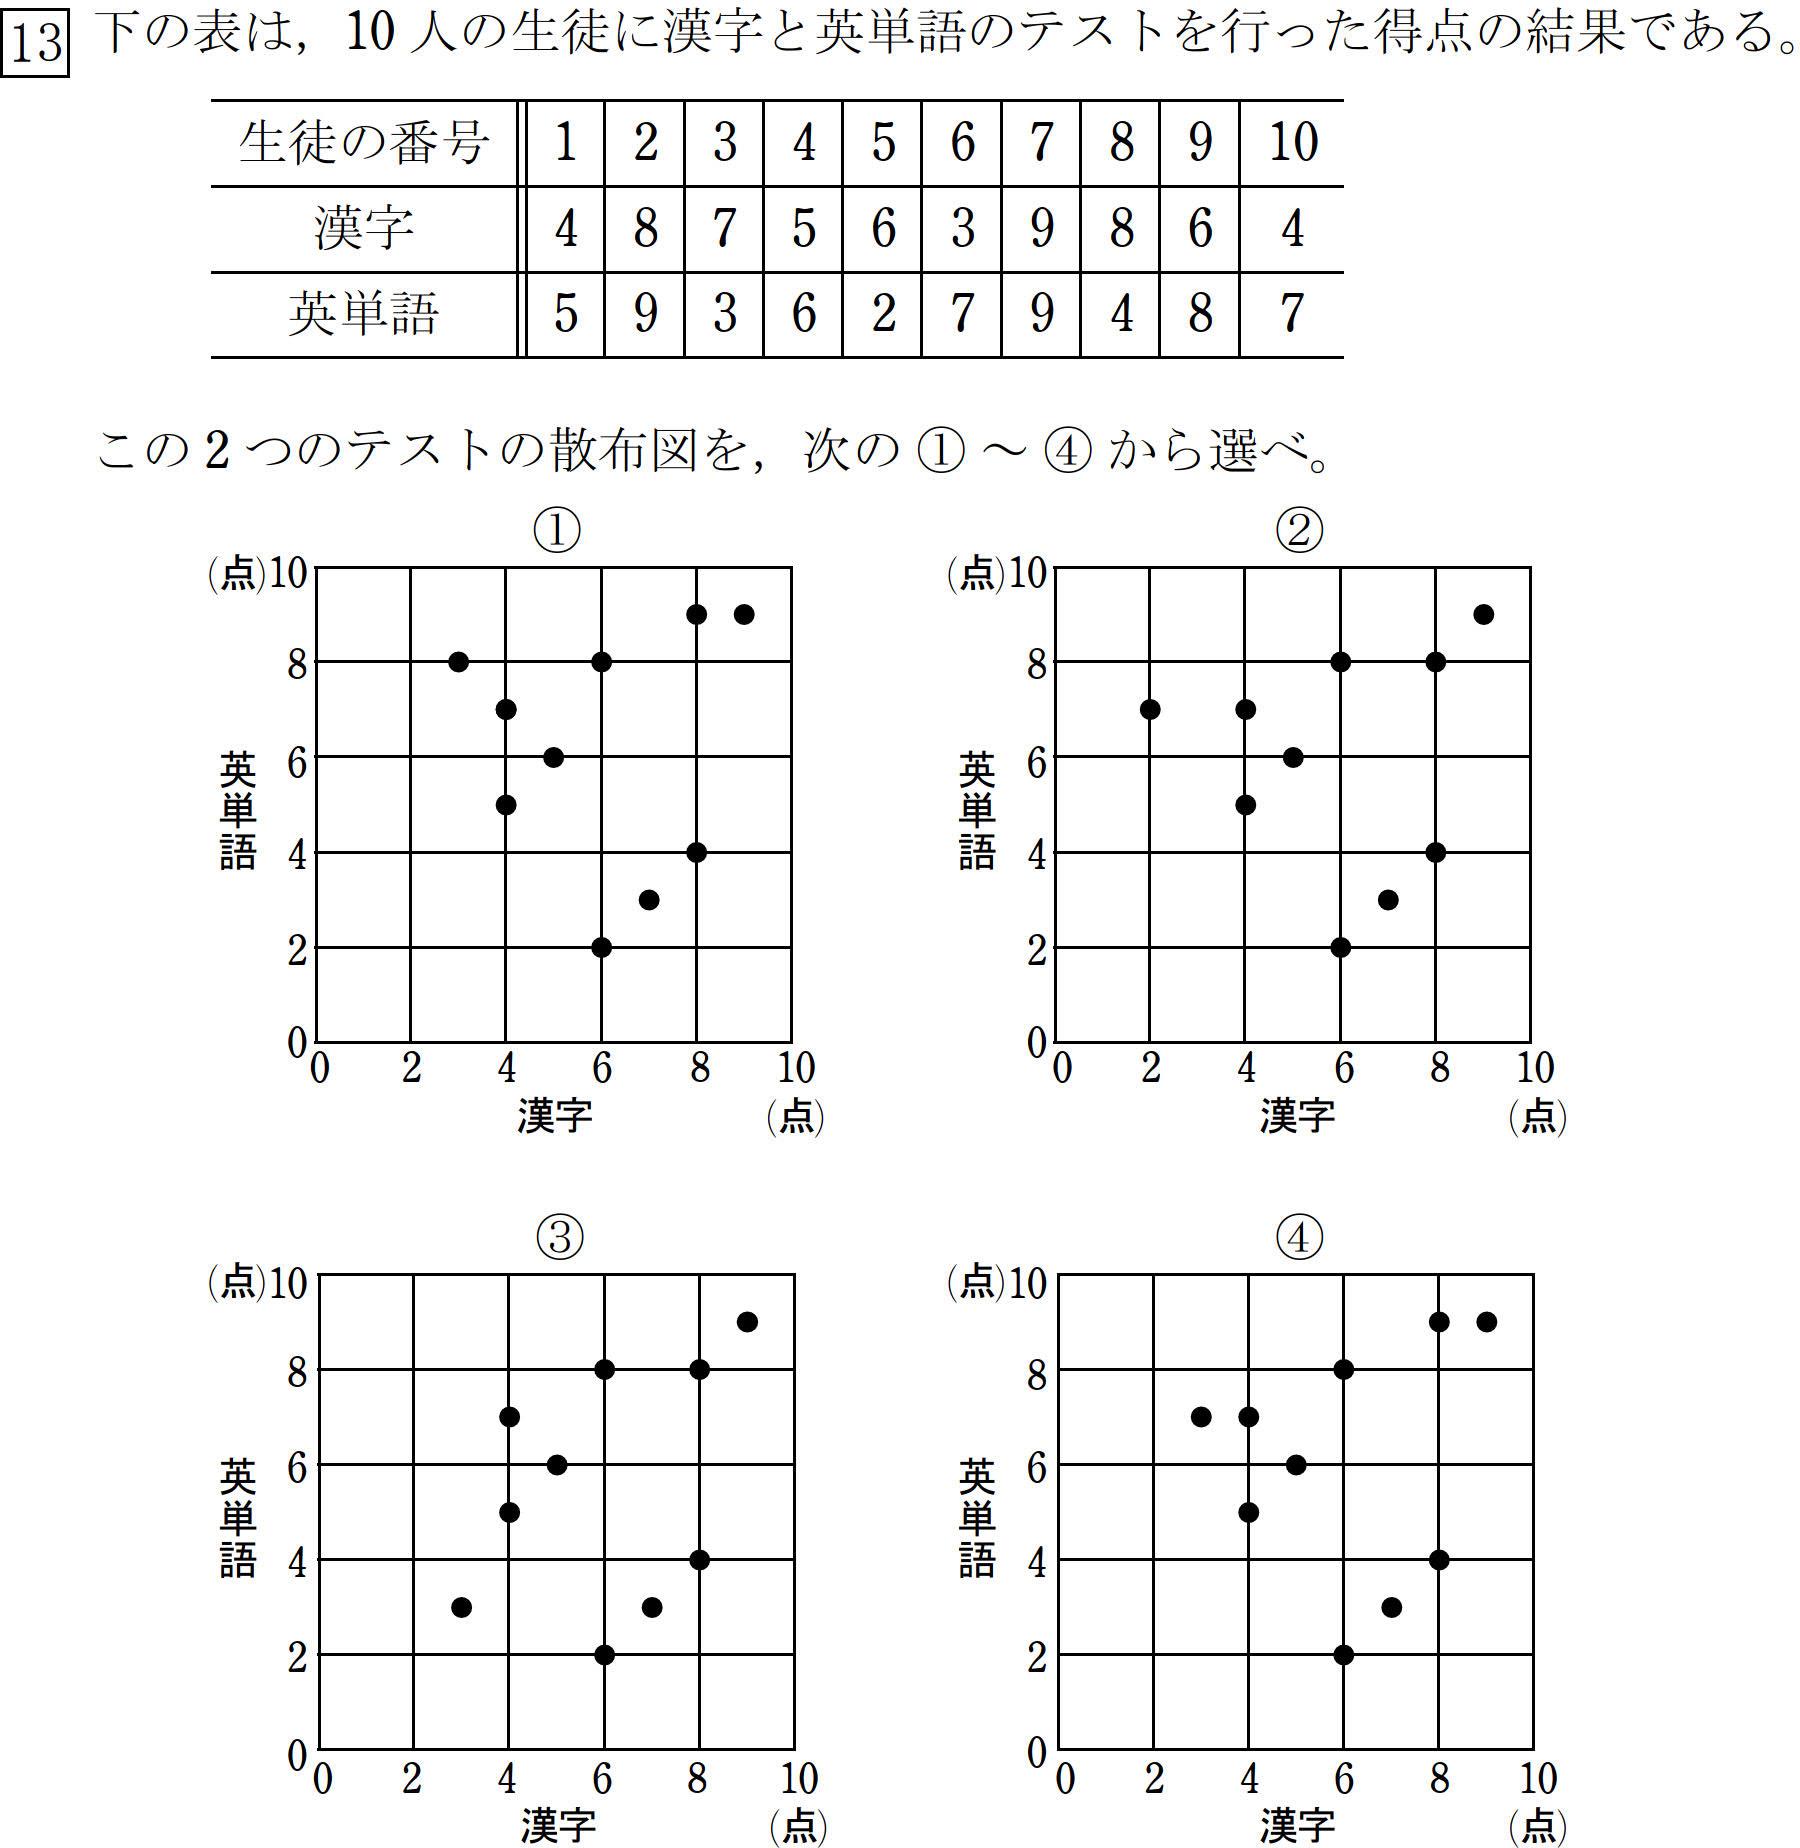 13 下の表は，10 人の生徒に漢字と英単語のテストを行った得点の結果である。
生徒の番号 1 2 3 4 5 6 7 8 9 10
漢字 4 8 7 5 6 3 9 8 6 4
英単語 5 9 3 6 2 7 9 4 8 7
この 2 つのテストの散布図を，次の ① ～ ④ から選べ。
①
(点)10
8
6
4
2
0
英単語
0 2 4 6 8 10
漢字 (点)
②
(点)10
8
6
4
2
0
英単語
0 2 4 6 8 10
漢字 (点)
③
(点)10
8
6
4
2
0
英単語
0 2 4 6 8 10
漢字 (点)
④
(点)10
8
6
4
2
0
英単語
0 2 4 6 8 10
漢字 (点)